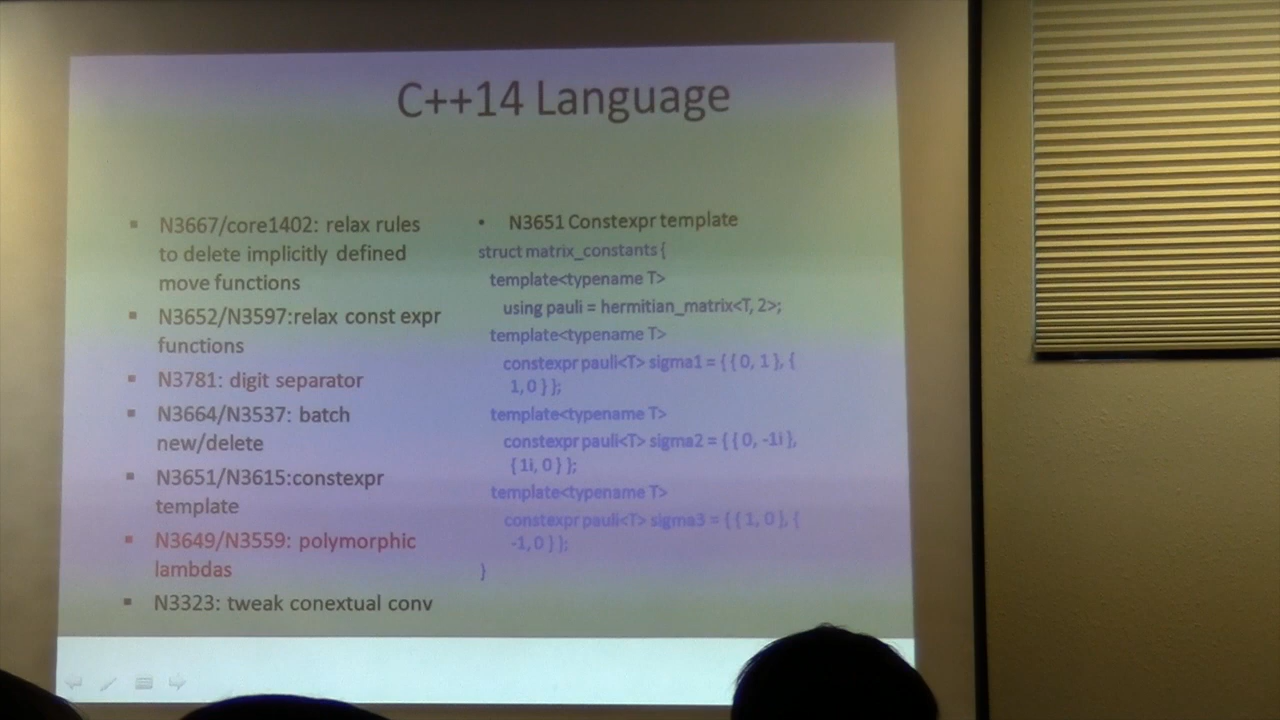 C++14 Language
▪ N3667/core1402: relax rules
to delete implicitly defined
move functions
▪ N3652/N3597:relax const expr
functions
▪ N3781: digit separator
▪ N3664/N3537: batch
new/delete
▪ N3651/N3615:constexpr
template
▪ N3649/N3559: polymorphic
lambdas
▪ N3323: tweak conextual conv
• N3651 Constexpr template
struct matrix_constants {
template<typename T>
using pauli = hermitian_matrix<T, 2>;
template<typename T>
constexpr pauli<T> sigma1 = { { 0, 1 }, {
1, 0 } };
template<typename T>
constexpr pauli<T> sigma2 = { { 0, -1i },
{ 1i, 0 } };
template<typename T>
constexpr pauli<T> sigma3 = { { 1, 0 }, {
-1, 0 } };
}